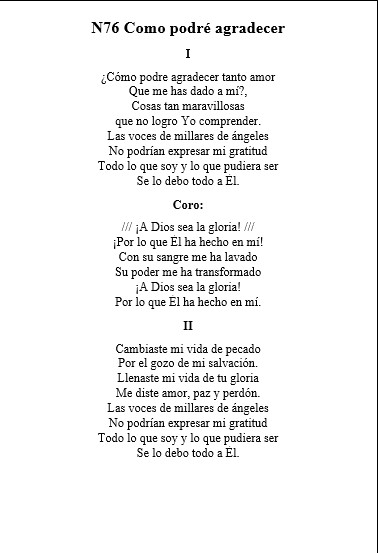 N76 Como podré agradecer
I
¿Cómo podre agradecer tanto amor
Que me has dado a mí?,
Cosas tan maravillosas
que no logro Yo comprender.
Las voces de millares de ángeles
No podrían expresar mi gratitud
Todo lo que soy y lo que pudiera ser
Se lo debo todo a Él.
Coro:
/// ¡A Dios sea la gloria! ///
¡Por lo que Él ha hecho en mí!
Con su sangre me ha lavado
Su poder me ha transformado
¡A Dios sea la gloria!
Por lo que Él ha hecho en mí.
II
Cambiaste mi vida de pecado
Por el gozo de mi salvación.
Llenaste mi vida de tu gloria
Me diste amor, paz y perdón.
Las voces de millares de ángeles
No podrían expresar mi gratitud
Todo lo que soy y lo que pudiera ser
Se lo debo todo a Él.